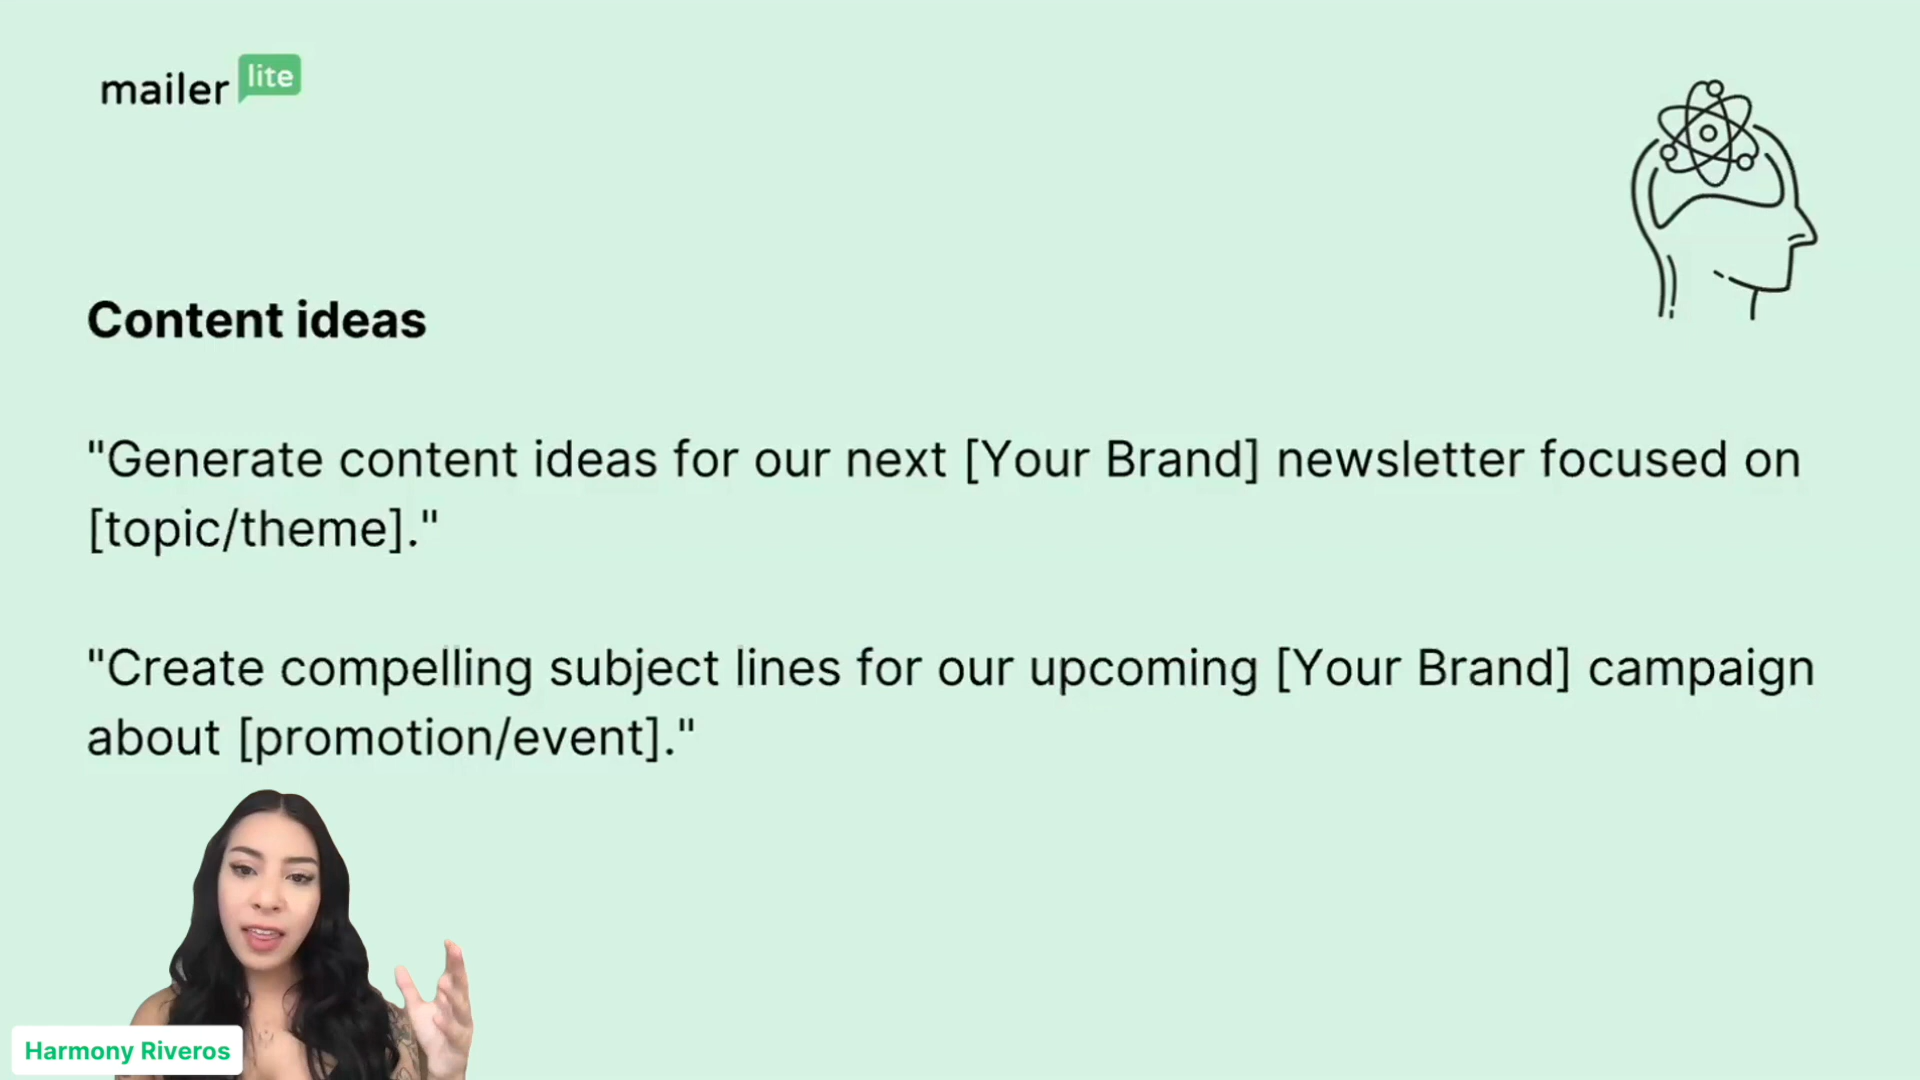 mailer lite
Content ideas
"Generate content ideas for our next [Your Brand] newsletter focused on
[topic/theme]."
"Create compelling subject lines for our upcoming [Your Brand] campaign
about [promotion/event]."
Harmony Riveros